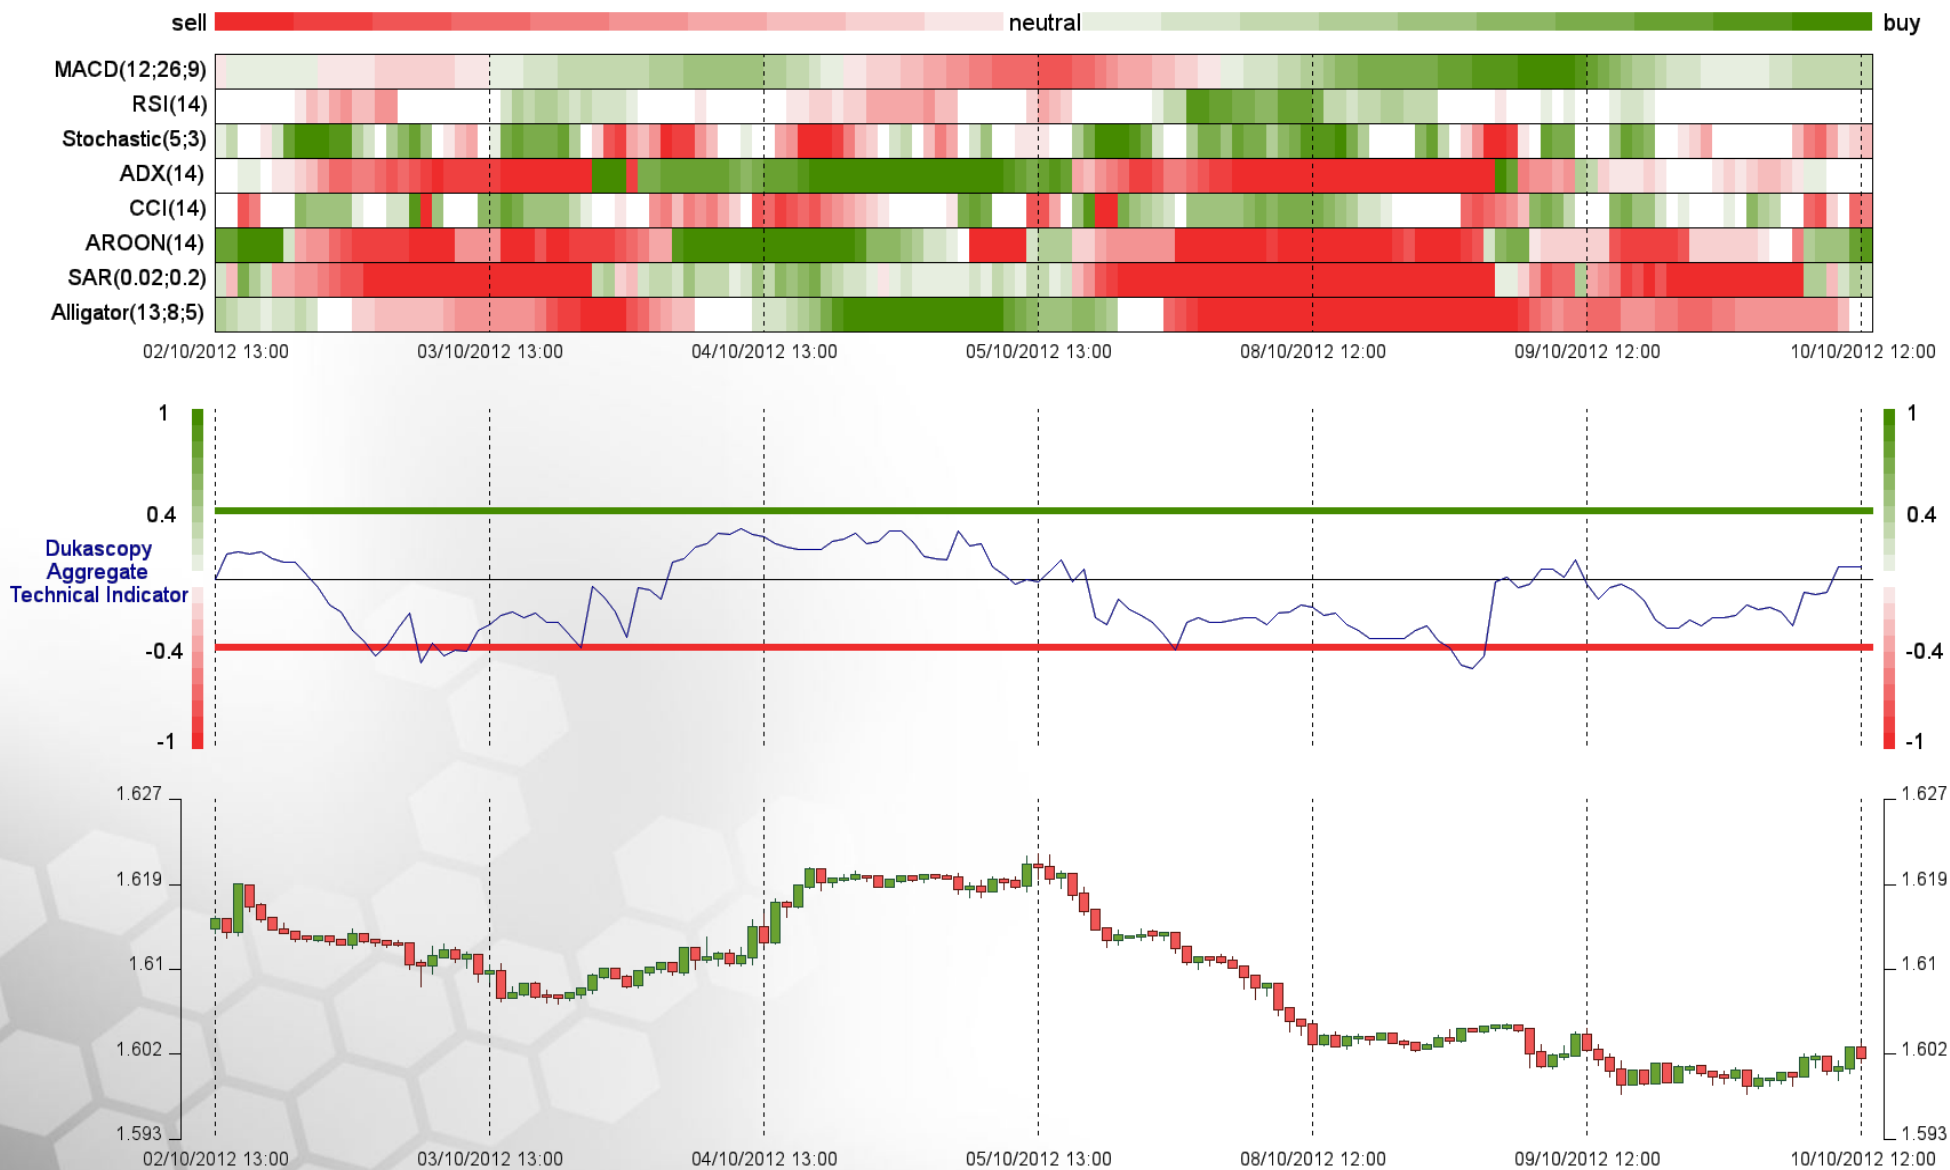 sell neutral buy
MACD(12;26;9)
RSI(14)
Stochastic(5;3)
ADX(14)
CCI(14)
AROON(14)
SAR(0.02;0.2)
Alligator(13;8;5)
02/10/2012 13:00 03/10/2012 13:00 04/10/2012 13:00 05/10/2012 13:00 08/10/2012 12:00 09/10/2012 12:00 10/10/2012 12:00
1 1
0.4 0.4
Dukascopy
Aggregate
Technical Indicator
-0.4 -0.4
-1 -1
1.627 1.627
1.619 1.619
1.61 1.61
1.602 1.602
1.593 1.593
02/10/2012 13:00 03/10/2012 13:00 04/10/2012 13:00 05/10/2012 13:00 08/10/2012 12:00 09/10/2012 12:00 10/10/2012 12:00